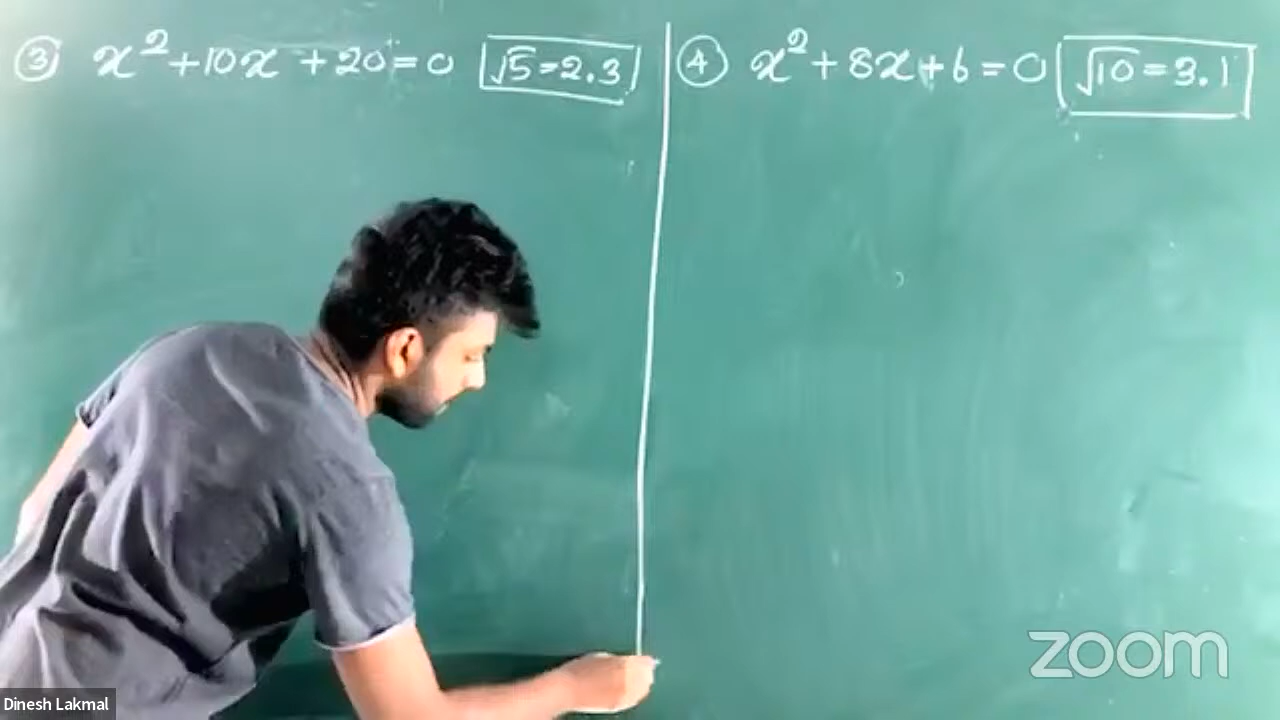 ③ x²+10x+20=0 √5=2.3
④ x²+8x+6=0 √10=3.1
zoom
Dinesh Lakmal